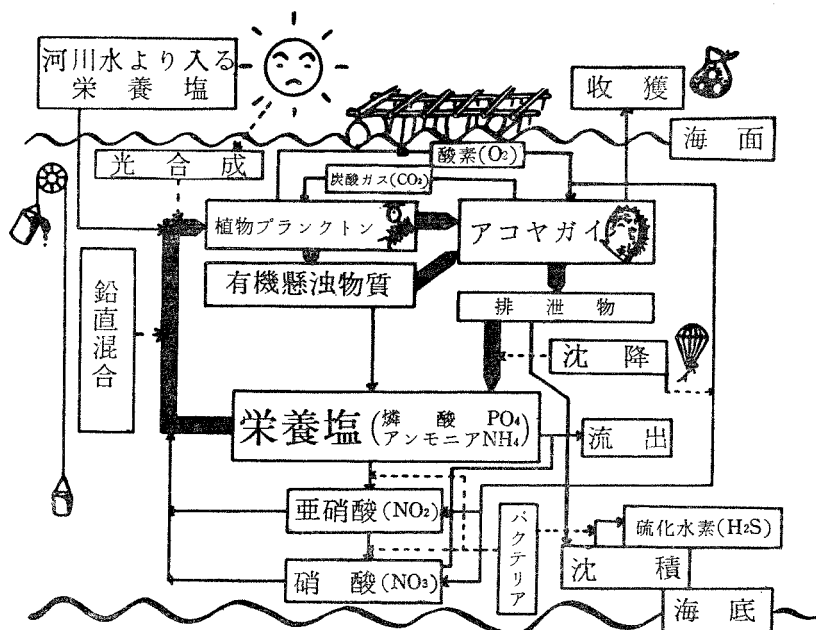 河川水より入る
栄養塩
収獲
海面
光合成
酸素(O₂)
炭酸ガス(CO₂)
植物プランクトン
アコヤガイ
有機懸浊物質
排泄物
鉛直混合
沈降
栄養塩(燐酸 PO₄
アンモニアNH₄)
流出
亜硝酸(NO₂)
バクテリア
硫化水素(H₂S)
沈積
硝酸(NO₃)
海底